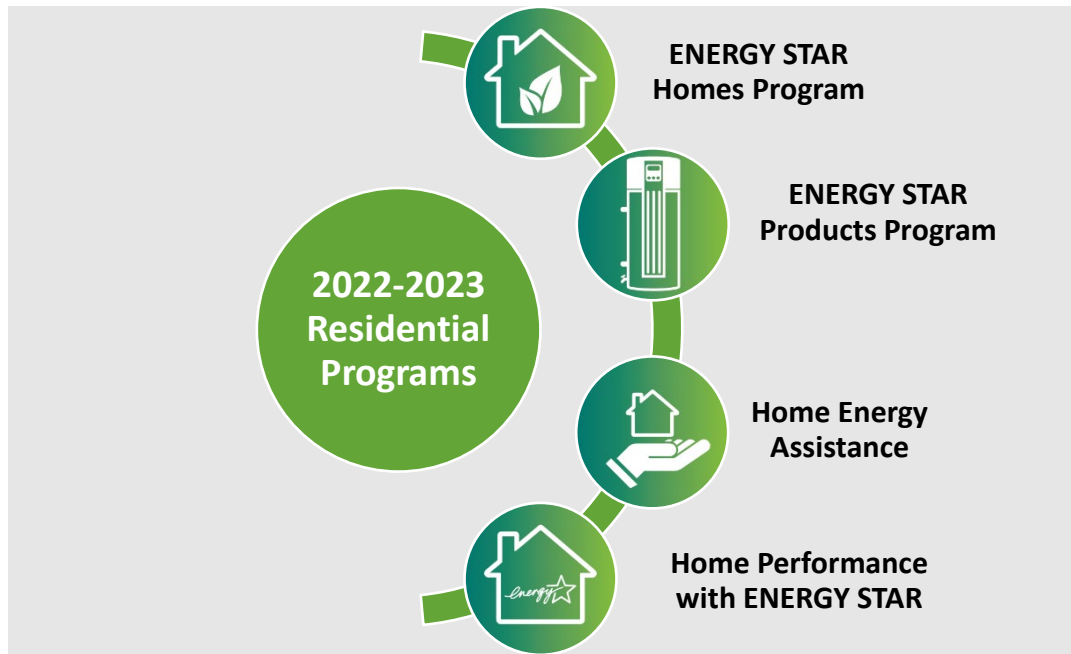 ENERGY STAR
Homes Program
ENERGY STAR
Products Program
2022-2023
Residential
Programs
Home Energy
Assistance
Home Performance
with ENERGY STAR
energy